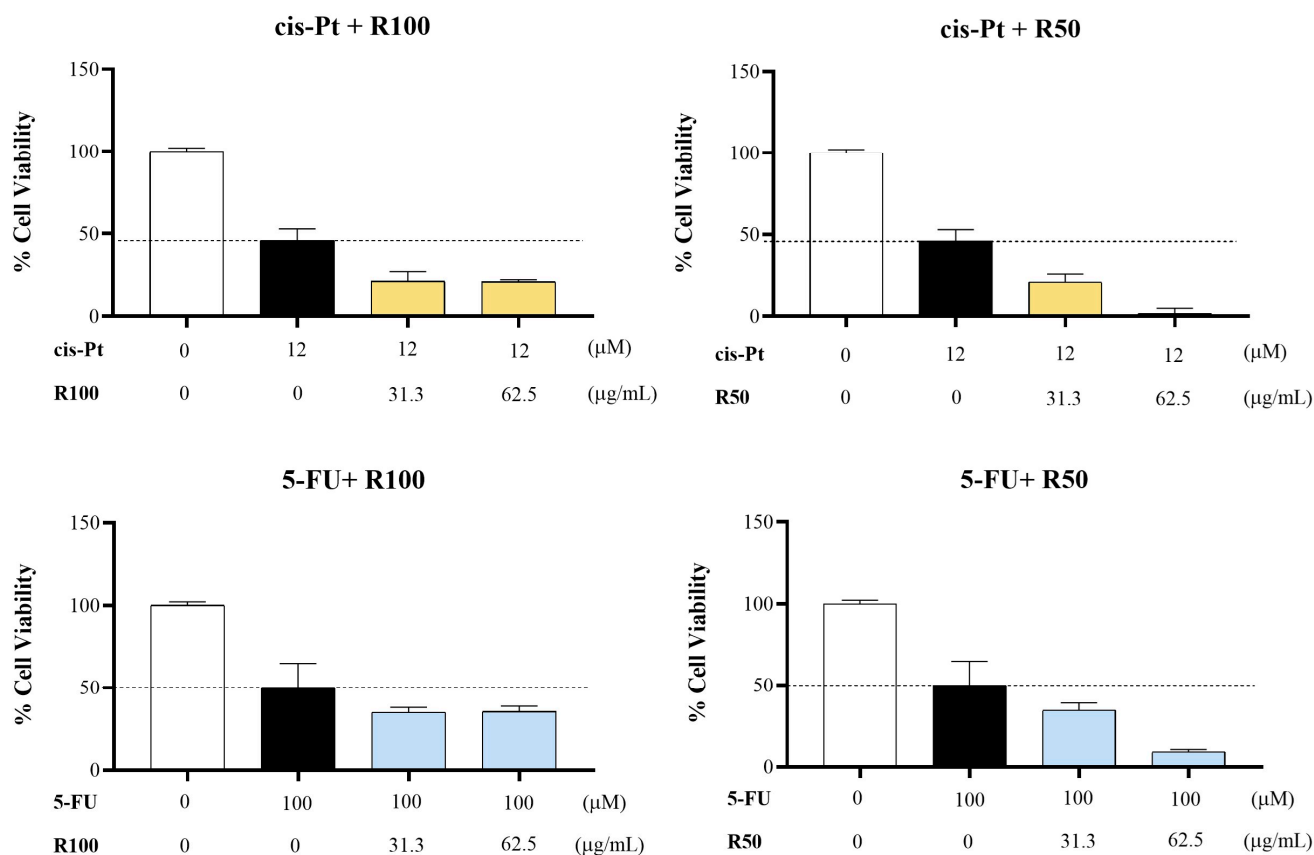 cis-Pt + R100
% Cell Viability
150
100
50
0
cis-Pt 0 12 12 12 (μM)
R100 0 0 31.3 62.5 (μg/mL)
cis-Pt + R50
% Cell Viability
150
100
50
0
cis-Pt 0 12 12 12 (μM)
R50 0 0 31.3 62.5 (μg/mL)
5-FU+ R100
% Cell Viability
150
100
50
0
5-FU 0 100 100 100 (μM)
R100 0 0 31.3 62.5 (μg/mL)
5-FU+ R50
% Cell Viability
150
100
50
0
5-FU 0 100 100 100 (μM)
R50 0 0 31.3 62.5 (μg/mL)